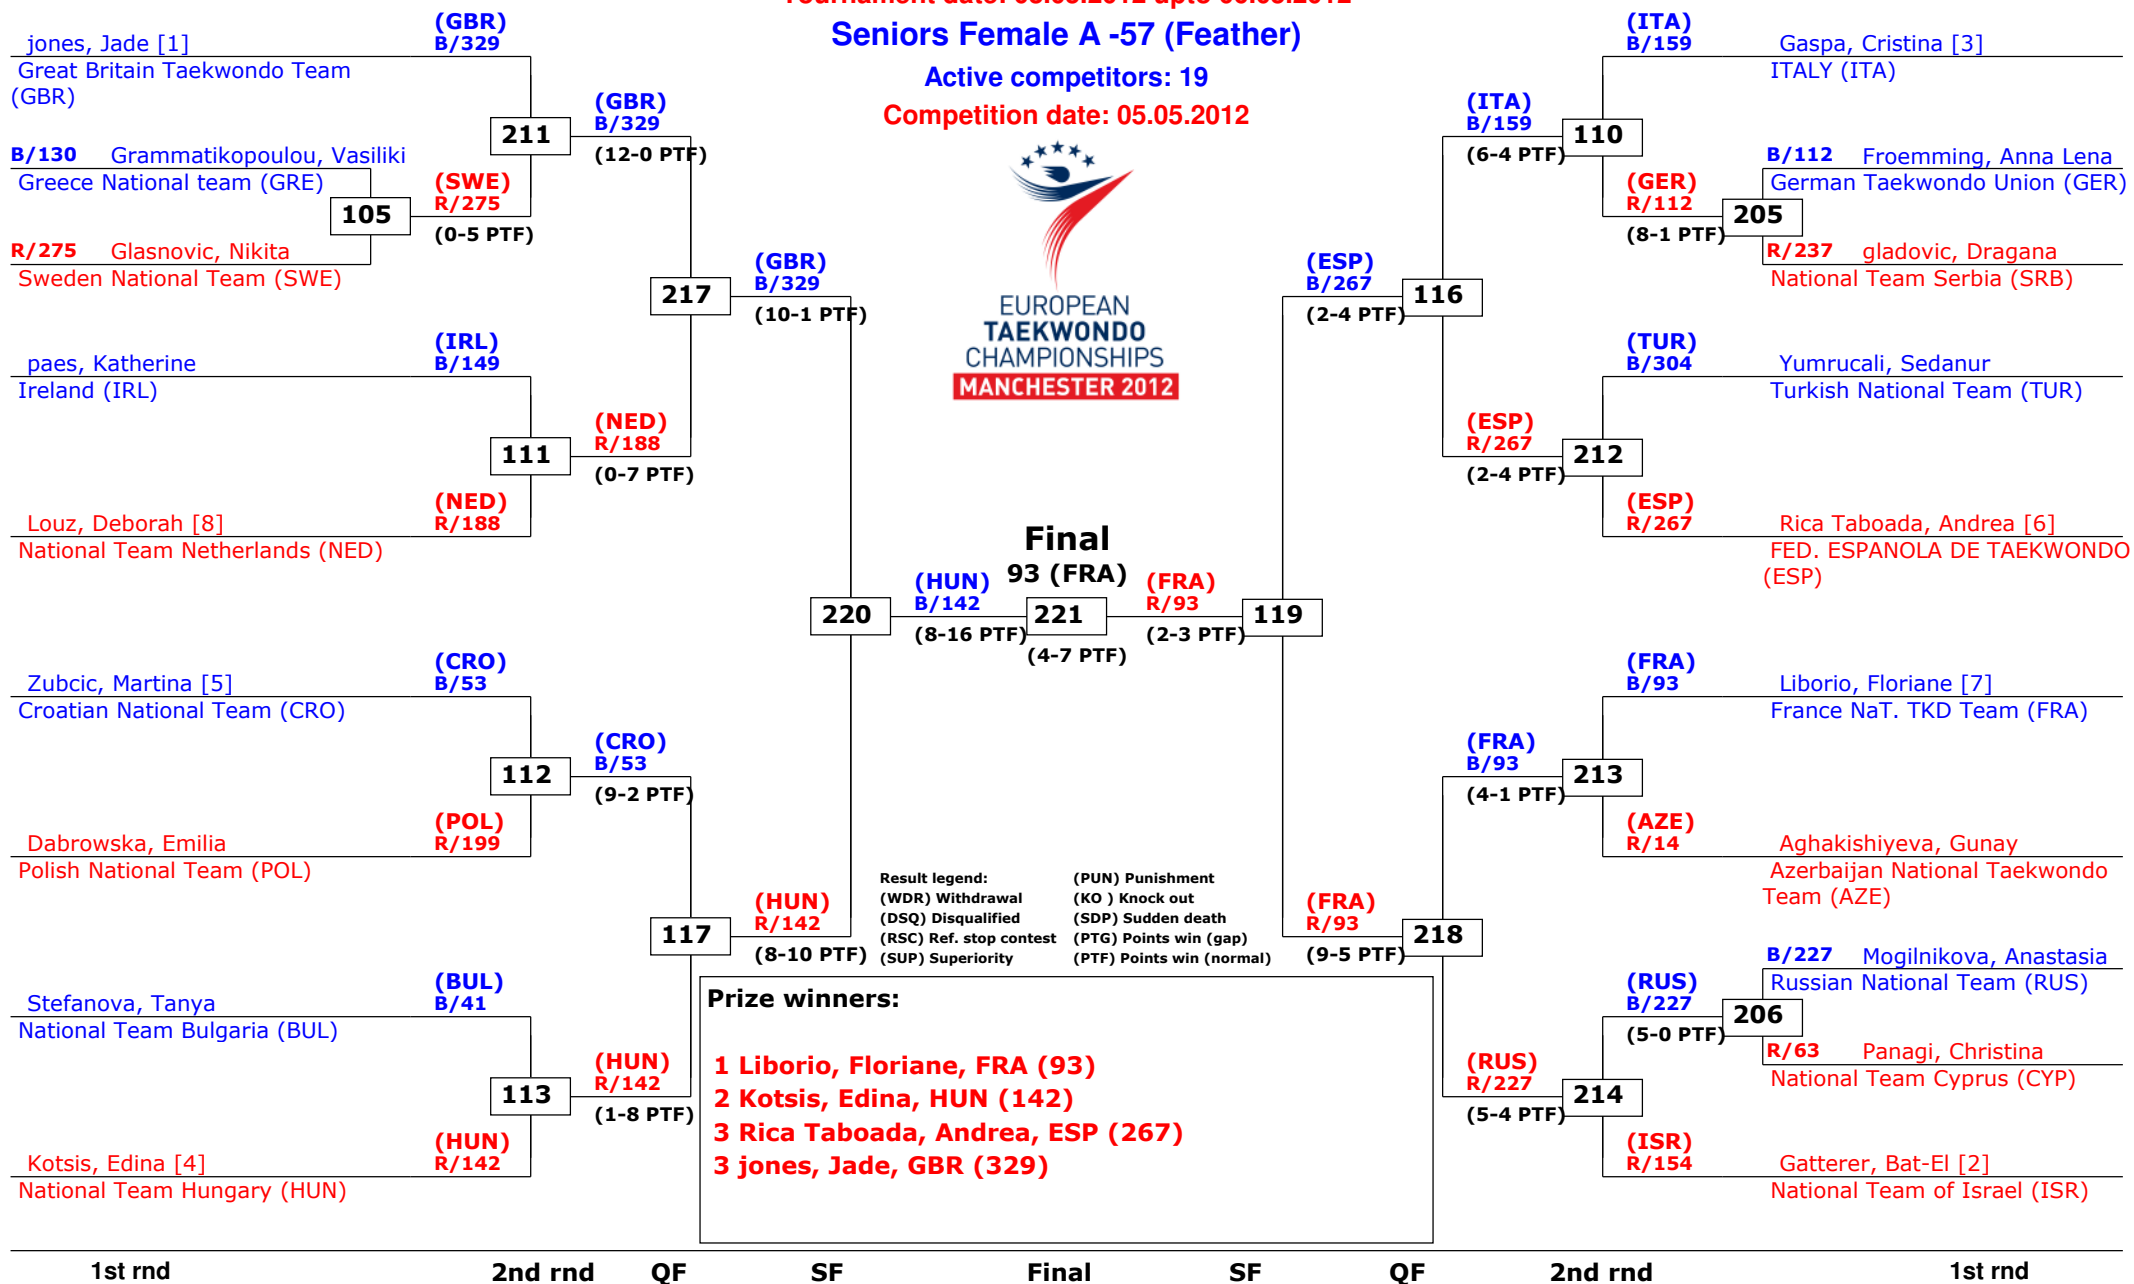 Seniors Female A -57 (Feather)
Active competitors: 19
Competition date: 05.05.2012
EUROPEAN
TAEKWONDO
CHAMPIONSHIPS
MANCHESTER 2012
jones, Jade [1]
Great Britain Taekwondo Team
(GBR)
(GBR)
B/329
B/130 Grammatikopoulou, Vasiliki
Greece National team (GRE)
105
R/275 Glasnovic, Nikita
Sweden National Team (SWE)
(SWE)
R/275
(0-5 PTF)
211
(GBR)
B/329
(12-0 PTF)
paes, Katherine
Ireland (IRL)
(IRL)
B/149
111
Louz, Deborah [8]
National Team Netherlands (NED)
(NED)
R/188
(NED)
R/188
(0-7 PTF)
217
(GBR)
B/329
(10-1 PTF)
Zubcic, Martina [5]
Croatian National Team (CRO)
(CRO)
B/53
112
Dabrowska, Emilia
Polish National Team (POL)
(POL)
R/199
(CRO)
B/53
(9-2 PTF)
Stefanova, Tanya
National Team Bulgaria (BUL)
(BUL)
B/41
113
Kotsis, Edina [4]
National Team Hungary (HUN)
(HUN)
R/142
(HUN)
R/142
(1-8 PTF)
117
(HUN)
R/142
(8-10 PTF)
220
(HUN)
B/142
(8-16 PTF)
Final
93 (FRA)
221
(4-7 PTF)
(FRA)
R/93
(2-3 PTF)
119
(ESP)
B/267
(2-4 PTF)
116
(ITA)
B/159
(6-4 PTF)
110
(ITA)
B/159
Gaspa, Cristina [3]
ITALY (ITA)
(GER)
R/112
(8-1 PTF)
205
B/112 Froemming, Anna Lena
German Taekwondo Union (GER)
R/237 gladovic, Dragana
National Team Serbia (SRB)
(ESP)
R/267
(2-4 PTF)
212
(TUR)
B/304
Yumrucali, Sedanur
Turkish National Team (TUR)
(ESP)
R/267
Rica Taboada, Andrea [6]
FED. ESPANOLA DE TAEKWONDO
(ESP)
(FRA)
R/93
(9-5 PTF)
218
(FRA)
B/93
(4-1 PTF)
213
(FRA)
B/93
Liborio, Floriane [7]
France NaT. TKD Team (FRA)
(AZE)
R/14
Aghakishiyeva, Gunay
Azerbaijan National Taekwondo
Team (AZE)
(RUS)
R/227
(5-4 PTF)
214
(RUS)
B/227
(5-0 PTF)
206
B/227 Mogilnikova, Anastasia
Russian National Team (RUS)
R/63 Panagi, Christina
National Team Cyprus (CYP)
(ISR)
R/154
Gatterer, Bat-El [2]
National Team of Israel (ISR)
Result legend: (PUN) Punishment
(WDR) Withdrawal (KO ) Knock out
(DSQ) Disqualified (SDP) Sudden death
(RSC) Ref. stop contest (PTG) Points win (gap)
(SUP) Superiority (PTF) Points win (normal)
Prize winners:
1 Liborio, Floriane, FRA (93)
2 Kotsis, Edina, HUN (142)
3 Rica Taboada, Andrea, ESP (267)
3 jones, Jade, GBR (329)
1st rnd 2nd rnd QF SF Final SF QF 2nd rnd 1st rnd